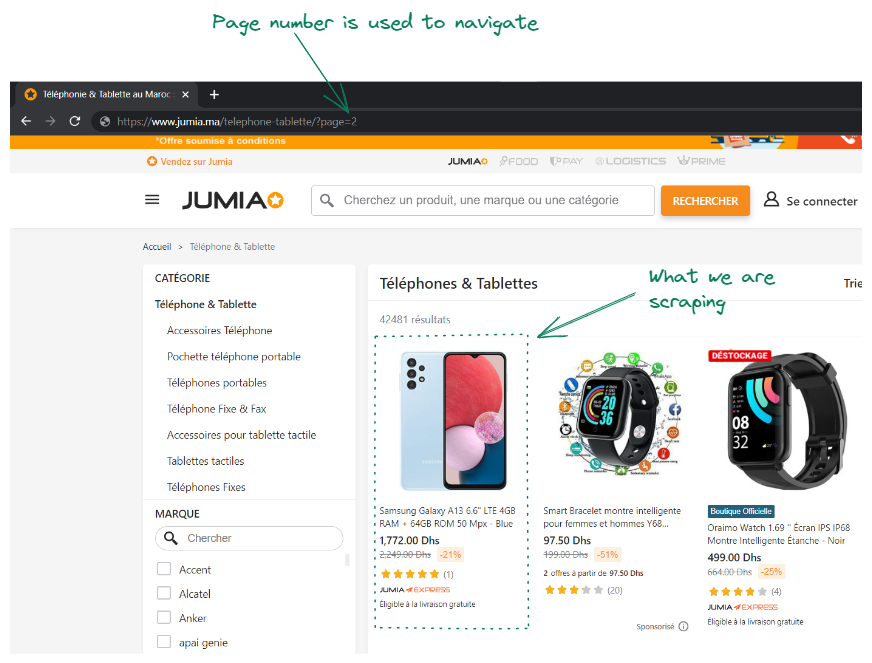 Page number is used to navigate
Téléphonie & Tablette au Maroc
https://www.jumia.ma/telephone-tablette/?page=2
*Offre soumise à conditions
Vendez sur Jumia
JUMIA FOOD PAY LOGISTICS PRIME
JUMIA
Cherchez un produit, une marque ou une catégorie
RECHERCHER
Se connecter
Accueil > Téléphone & Tablette
CATÉGORIE
Téléphone & Tablette
Accessoires Téléphone
Pochette téléphone portable
Téléphones portables
Téléphone Fixe & Fax
Accessoires pour tablette tactile
Tablettes tactiles
Téléphones Fixes
MARQUE
Chercher
Accent
Alcatel
Anker
apai genie
Téléphones & Tablettes
Trie
What we are
scraping
42481 résultats
SAMSUNG
Samsung Galaxy A13 6.6" LTE 4GB
RAM + 64GB ROM 50 Mpx - Blue
1,772.00 Dhs
2,249.00 Dhs -21%
(1)
JUMIA EXPRESS
Éligible à la livraison gratuite
20
36
Smart Bracelet montre intelligente
pour femmes et hommes Y68...
97.50 Dhs
199.00 Dhs -51%
2 offres à partir de 97.50 Dhs
(20)
Sponsorisé
DÉSTOCKAGE
08
32
Boutique Officielle
Oraimo Watch 1.69 '' Écran IPS IP68
Montre Intelligente Étanche - Noir
499.00 Dhs
664.00 Dhs -25%
(4)
JUMIA EXPRESS
Éligible à la livraison gratuite